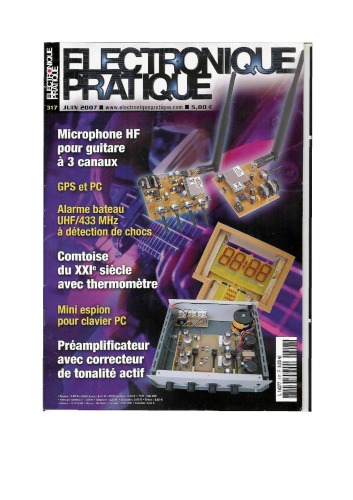 ELECTRONIQUE
PRATIQUE
ELECTRONIQUE
PRATIQUE
317 JUIN 2007 ■ www.electroniquepratique.com ■ 5,00 €
Microphone HF
pour guitare
à 3 canaux
GPS et PC
Alarme bateau
UHF/433 MHz
à détection de chocs
Comtoise
du XXIe siècle
avec thermomètre
88:88
Mini espion
pour clavier PC
Préamplificateur
avec correcteur
de tonalité actif